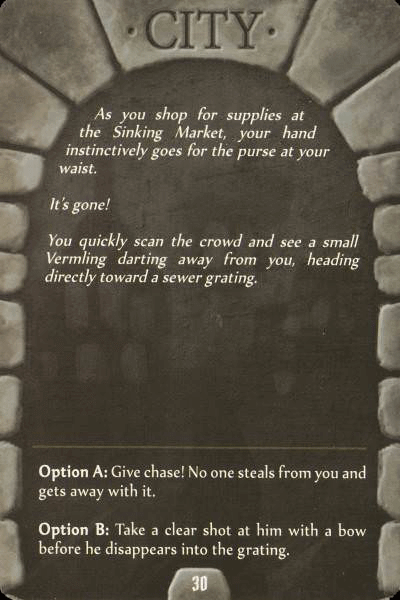 · CITY ·
As you shop for supplies at
the Sinking Market, your hand
instinctively goes for the purse at your
waist.
It's gone!
You quickly scan the crowd and see a small
Vermling darting away from you, heading
directly toward a sewer grating.
Option A: Give chase! No one steals from you and
gets away with it.
Option B: Take a clear shot at him with a bow
before he disappears into the grating.
30